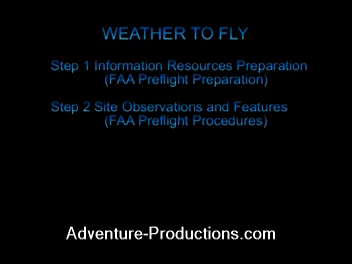 WEATHER TO FLY
Step 1 Information Resources Preparation
(FAA Preflight Preparation)
Step 2 Site Observations and Features
(FAA Preflight Procedures)
Adventure-Productions.com